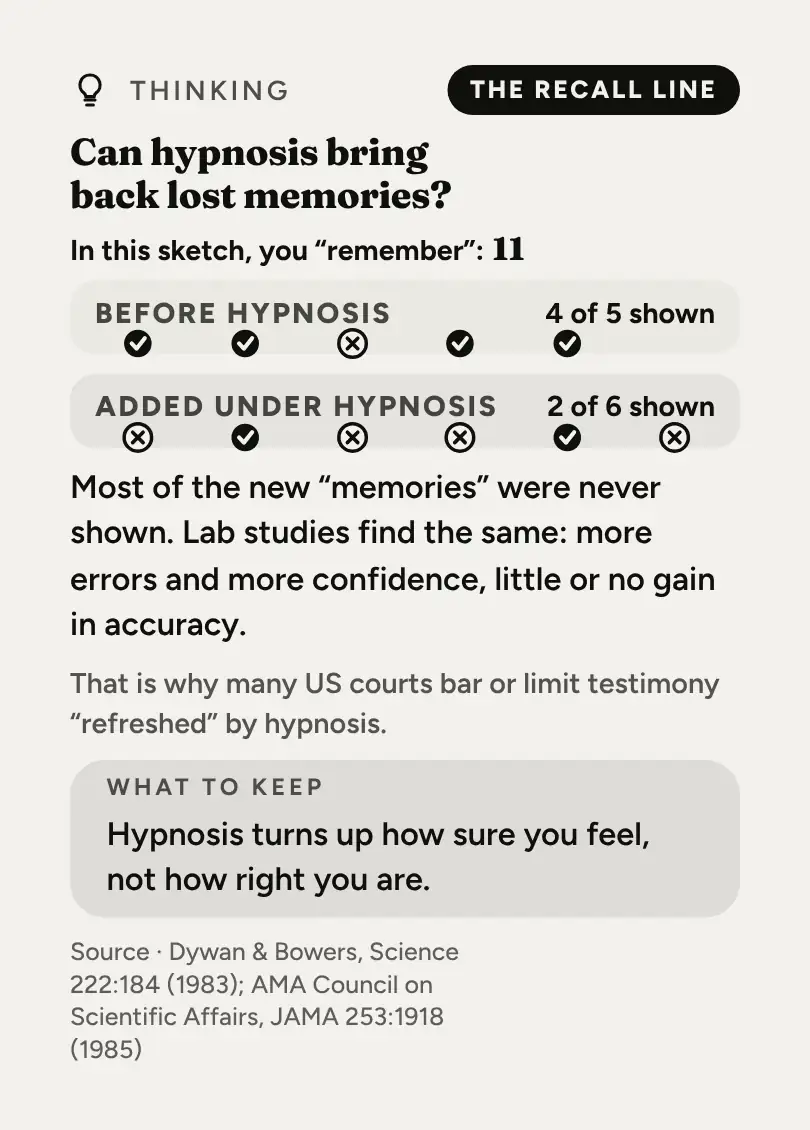 THINKING
THE RECALL LINE
Can hypnosis bring
back lost memories?
In this sketch, you “remember”: 11
BEFORE HYPNOSIS 4 of 5 shown
ADDED UNDER HYPNOSIS 2 of 6 shown
Most of the new “memories” were never
shown. Lab studies find the same: more
errors and more confidence, little or no gain
in accuracy.
That is why many US courts bar or limit testimony
“refreshed” by hypnosis.
WHAT TO KEEP
Hypnosis turns up how sure you feel,
not how right you are.
Source · Dywan & Bowers, Science
222:184 (1983); AMA Council on
Scientific Affairs, JAMA 253:1918
(1985)